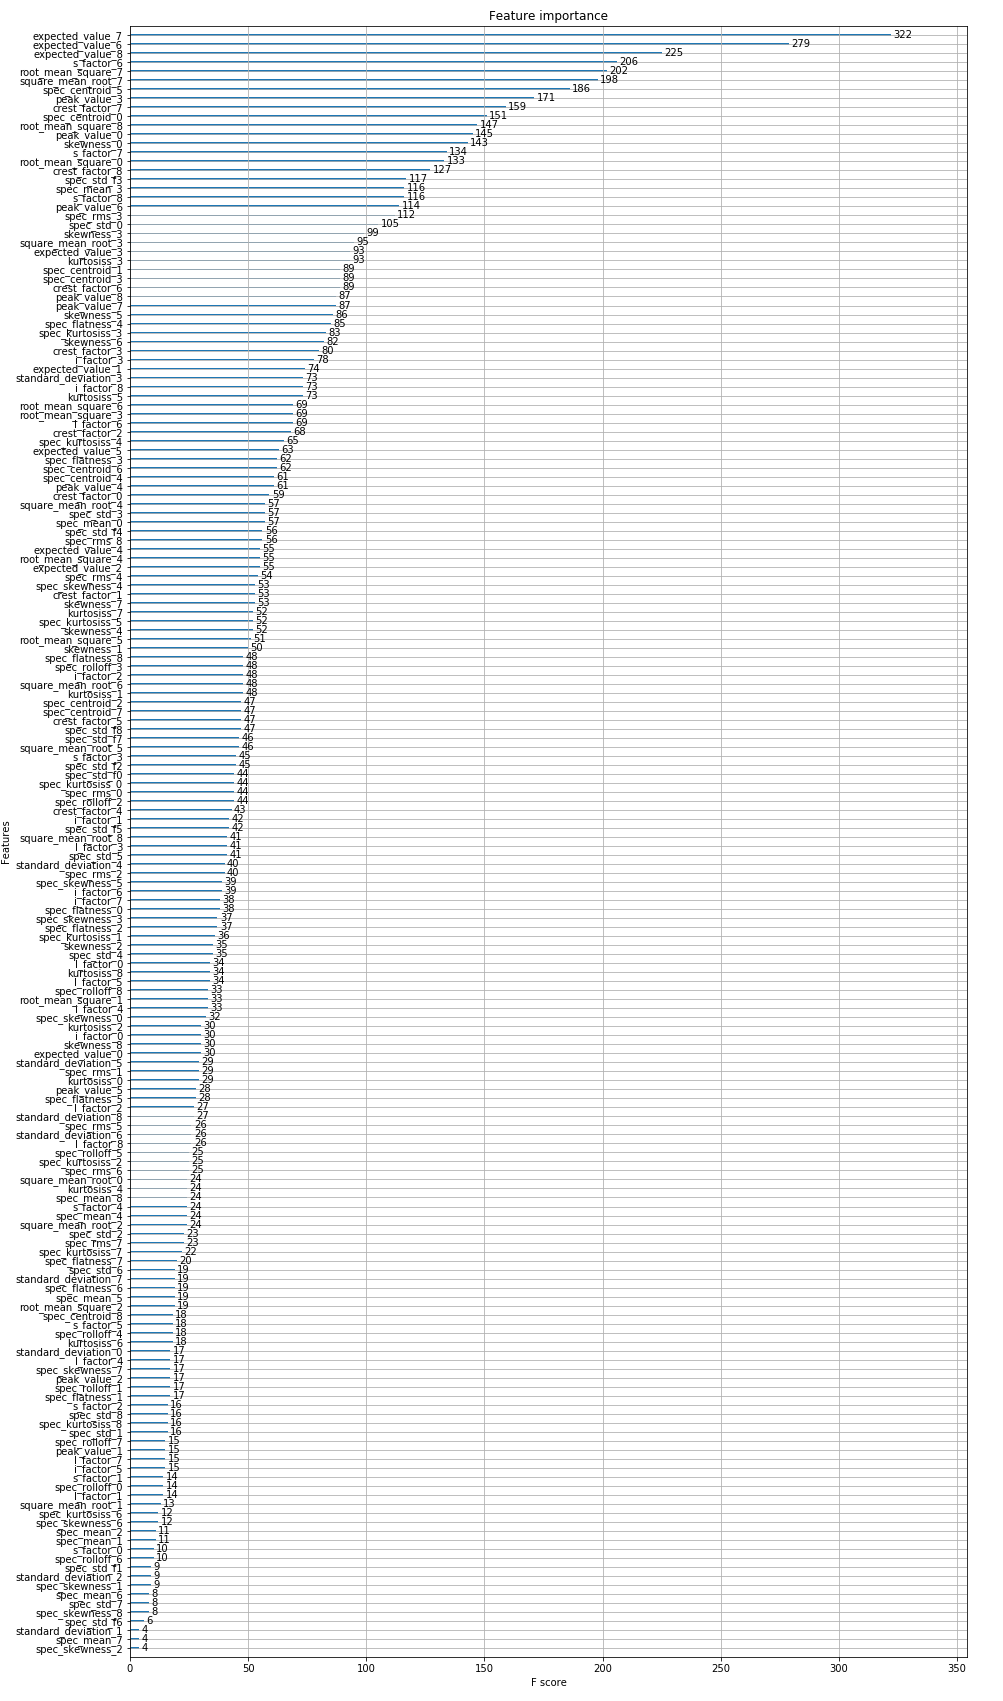 Feature importance
expected_value_7 322
expected_value_6 279
expected_value_8 225
s_factor_6 206
root_mean_square_7 202
square_mean_root_7 198
spec_centroid_5 186
peak_value_3 171
crest_factor_7 159
spec_centroid_0 151
root_mean_square_8 147
peak_value_0 145
skewness_0 143
s_factor_7 134
root_mean_square_0 133
crest_factor_8 127
spec_std_f3 117
spec_mean_3 116
s_factor_8 116
peak_value_6 114
spec_rms_3 112
spec_std_0 105
skewness_3 99
square_mean_root_3 95
expected_value_3 93
kurtosiss_3 93
spec_centroid_1 89
spec_centroid_3 89
crest_factor_6 89
peak_value_8 87
peak_value_7 87
skewness_5 86
spec_flatness_4 85
spec_kurtosiss_3 83
skewness_6 82
crest_factor_3 80
i_factor_3 78
expected_value_1 74
standard_deviation_3 73
i_factor_8 73
kurtosiss_5 73
root_mean_square_6 69
root_mean_square_3 69
l_factor_6 69
crest_factor_2 68
spec_kurtosiss_4 65
expected_value_5 63
spec_flatness_3 62
spec_centroid_6 62
spec_centroid_4 61
peak_value_4 61
crest_factor_0 59
square_mean_root_4 57
spec_std_3 57
spec_mean_0 57
spec_std_f4 56
spec_rms_8 56
expected_value_4 55
root_mean_square_4 55
expected_value_2 55
spec_rms_4 54
spec_skewness_4 53
crest_factor_1 53
skewness_7 53
kurtosiss_7 52
spec_kurtosiss_5 52
skewness_4 52
root_mean_square_5 51
skewness_1 50
spec_flatness_8 48
spec_rolloff_3 48
i_factor_2 48
square_mean_root_6 48
kurtosiss_1 48
spec_centroid_2 47
spec_centroid_7 47
crest_factor_5 47
spec_std_f8 47
spec_std_f7 46
square_mean_root_5 46
s_factor_3 45
spec_std_f2 45
spec_std_f0 44
spec_kurtosiss_0 44
spec_rms_0 44
spec_rolloff_2 44
crest_factor_4 43
i_factor_1 42
spec_std_f5 42
square_mean_root_8 41
l_factor_3 41
spec_std_5 41
standard_deviation_4 40
spec_rms_2 40
spec_skewness_5 39
i_factor_6 39
i_factor_7 38
spec_flatness_0 38
spec_skewness_3 37
spec_flatness_2 37
spec_kurtosiss_1 36
skewness_2 35
spec_std_4 35
l_factor_0 34
kurtosiss_8 34
l_factor_5 34
spec_rolloff_8 33
root_mean_square_1 33
l_factor_4 33
spec_skewness_0 32
kurtosiss_2 30
i_factor_0 30
skewness_8 30
expected_value_0 30
standard_deviation_5 29
spec_rms_1 29
kurtosiss_0 29
peak_value_5 28
spec_flatness_5 28
l_factor_2 27
standard_deviation_8 27
spec_rms_5 26
standard_deviation_6 26
l_factor_8 26
spec_rolloff_5 25
spec_kurtosiss_2 25
spec_rms_6 25
square_mean_root_0 24
kurtosiss_4 24
spec_mean_8 24
s_factor_4 24
spec_mean_4 24
square_mean_root_2 24
spec_std_2 23
spec_rms_7 23
spec_kurtosiss_7 22
spec_flatness_7 20
spec_std_6 19
standard_deviation_7 19
spec_flatness_6 19
spec_mean_5 19
root_mean_square_2 19
spec_centroid_8 18
s_factor_5 18
spec_rolloff_4 18
kurtosiss_6 18
standard_deviation_0 17
l_factor_4 17
spec_skewness_7 17
peak_value_2 17
spec_rolloff_1 17
spec_flatness_1 17
s_factor_2 16
spec_std_8 16
spec_kurtosiss_8 16
spec_std_1 16
spec_rolloff_7 15
peak_value_1 15
l_factor_7 15
i_factor_5 15
s_factor_1 14
spec_rolloff_0 14
l_factor_1 14
square_mean_root_1 13
spec_kurtosiss_6 12
spec_skewness_6 12
spec_mean_2 11
spec_mean_1 11
s_factor_0 10
spec_rolloff_6 10
spec_std_f1 9
standard_deviation_2 9
spec_skewness_1 9
spec_mean_6 8
spec_std_7 8
spec_skewness_8 8
spec_std_f6 6
standard_deviation_1 4
spec_mean_7 4
spec_skewness_2 4
Features
0 50 100 150 200 250 300 350
F score